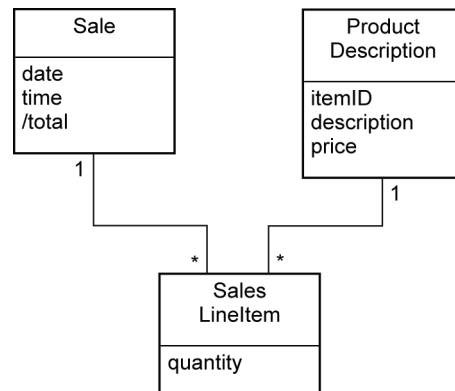 Sale
date
time
/total
Product
Description
itemID
description
price
1
1
*
*
Sales
LineItem
quantity